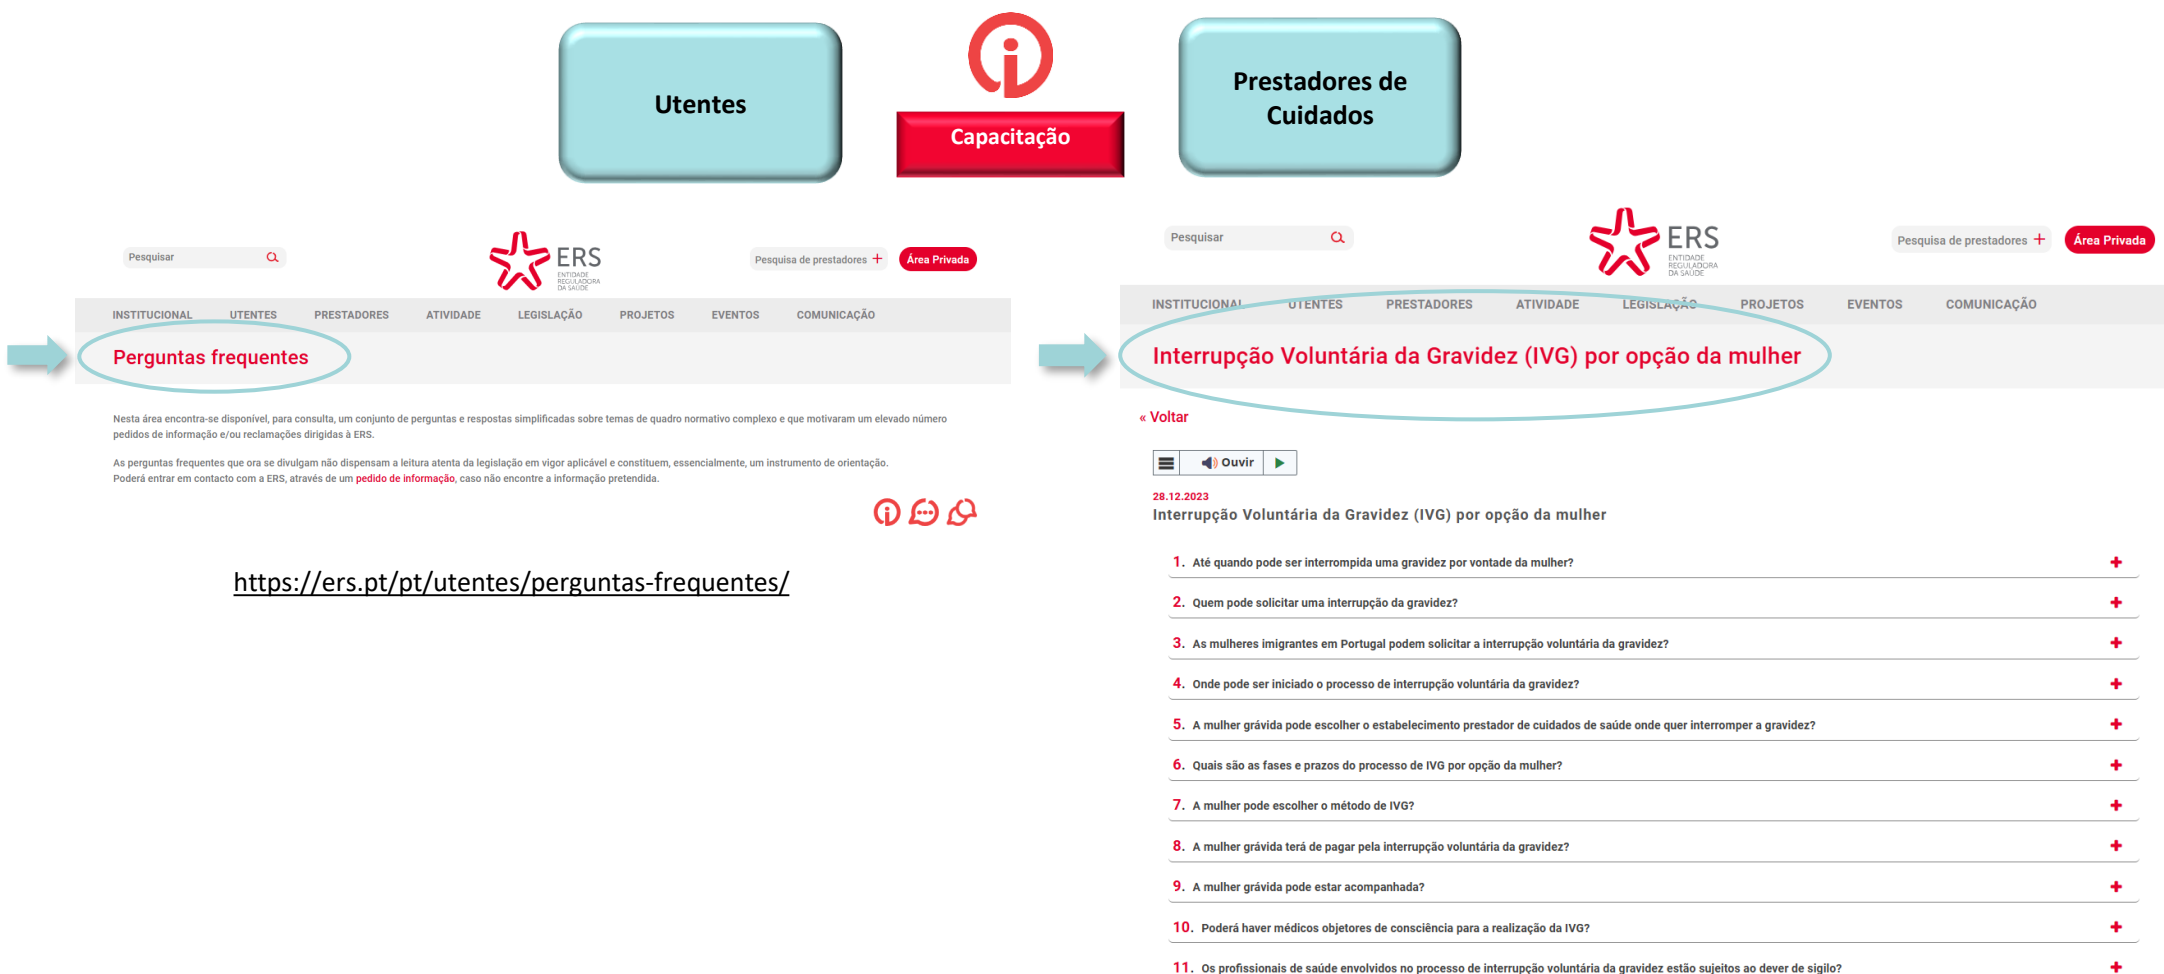 Utentes
Capacitação
Prestadores de
Cuidados
Pesquisar
ERS
ENTIDADE
REGULADORA
DA SAÚDE
Pesquisa de prestadores +
Área Privada
INSTITUCIONAL UTENTES PRESTADORES ATIVIDADE LEGISLAÇÃO PROJETOS EVENTOS COMUNICAÇÃO
Perguntas frequentes
Nesta área encontra-se disponível, para consulta, um conjunto de perguntas e respostas simplificadas sobre temas de quadro normativo complexo e que motivaram um elevado número
pedidos de informação e/ou reclamações dirigidas à ERS.
As perguntas frequentes que ora se divulgam não dispensam a leitura atenta da legislação em vigor aplicável e constituem, essencialmente, um instrumento de orientação.
Poderá entrar em contacto com a ERS, através de um pedido de informação, caso não encontre a informação pretendida.
https://ers.pt/pt/utentes/perguntas-frequentes/
Pesquisar
ERS
ENTIDADE
REGULADORA
DA SAÚDE
Pesquisa de prestadores +
Área Privada
INSTITUCIONAL UTENTES PRESTADORES ATIVIDADE LEGISLAÇÃO PROJETOS EVENTOS COMUNICAÇÃO
Interrupção Voluntária da Gravidez (IVG) por opção da mulher
« Voltar
Ouvir
28.12.2023
Interrupção Voluntária da Gravidez (IVG) por opção da mulher
1. Até quando pode ser interrompida uma gravidez por vontade da mulher?
2. Quem pode solicitar uma interrupção da gravidez?
3. As mulheres imigrantes em Portugal podem solicitar a interrupção voluntária da gravidez?
4. Onde pode ser iniciado o processo de interrupção voluntária da gravidez?
5. A mulher grávida pode escolher o estabelecimento prestador de cuidados de saúde onde quer interromper a gravidez?
6. Quais são as fases e prazos do processo de IVG por opção da mulher?
7. A mulher pode escolher o método de IVG?
8. A mulher grávida terá de pagar pela interrupção voluntária da gravidez?
9. A mulher grávida pode estar acompanhada?
10. Poderá haver médicos objetores de consciência para a realização da IVG?
11. Os profissionais de saúde envolvidos no processo de interrupção voluntária da gravidez estão sujeitos ao dever de sigilo?